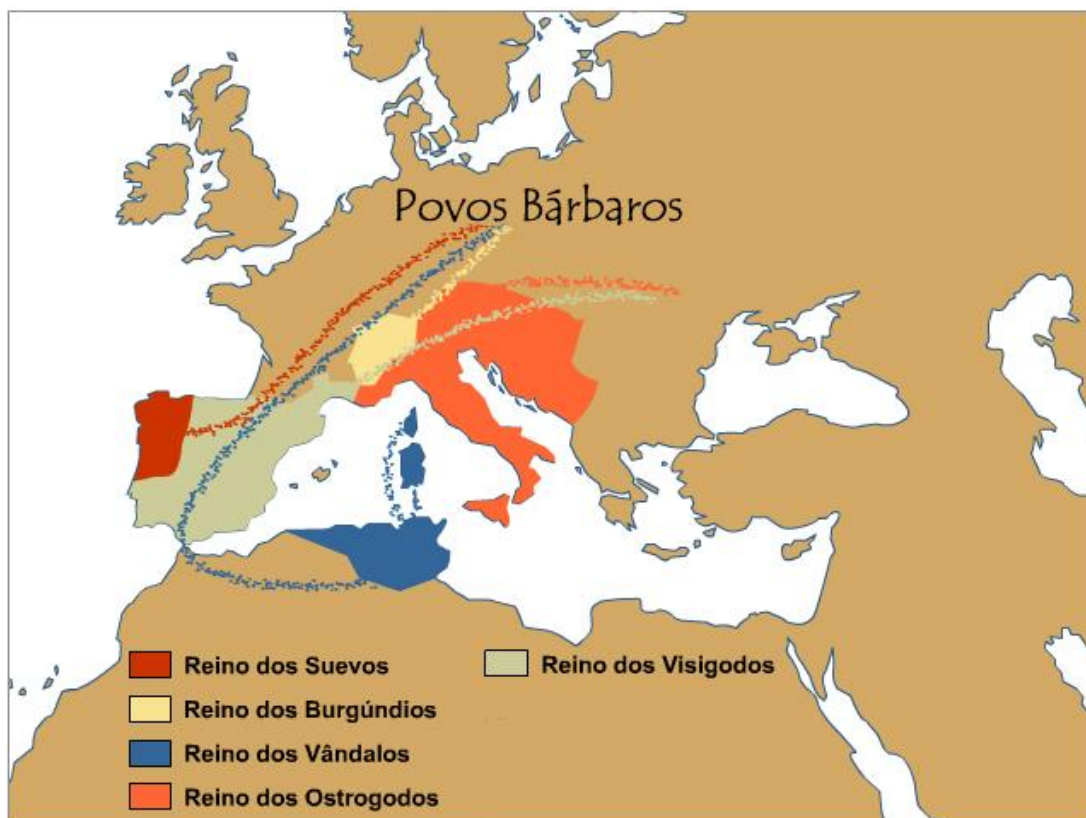 Povos Bárbaros
Reino dos Suevos
Reino dos Burgúndios
Reino dos Vândalos
Reino dos Ostrogodos
Reino dos Visigodos